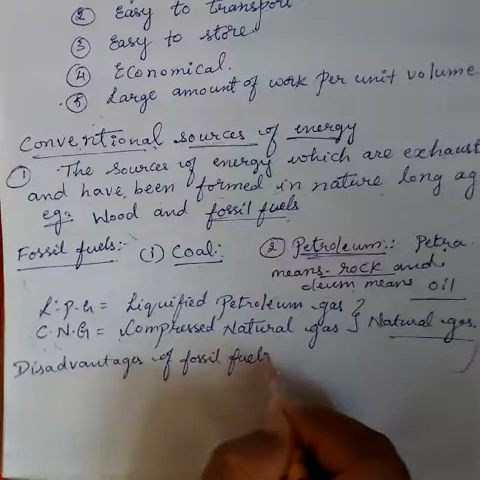 ② Easy to transport
③ Easy to store
④ Economical.
⑤ Large amount of work per unit volume
Conventional sources of energy
① The sources of energy which are exhaust
and have been formed in nature long ag
eg:- Wood and fossil fuels
Fossil fuels:- (i) Coal: ② Petroleum:- Petra
means rock and
oleum means oil
L.P.G = Liquified Petroleum gas }
C.N.G = Compressed Natural gas } Natural gas.
Disadvantages of fossil fuels